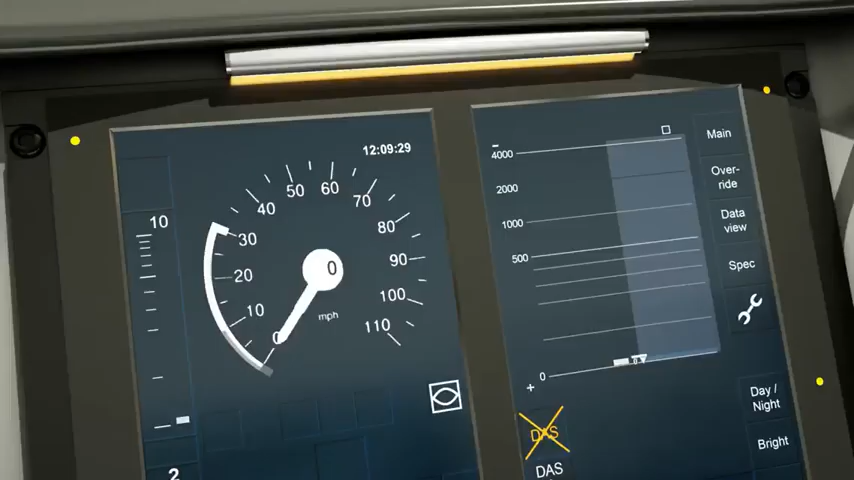 12:09:29
50
60
40
70
30
80
20
90
10
100
0
110
0
mph
10
2
4000
2000
1000
500
0
Main
Over-
ride
Data
view
Spec
Day /
Night
Bright
DAS
DAS